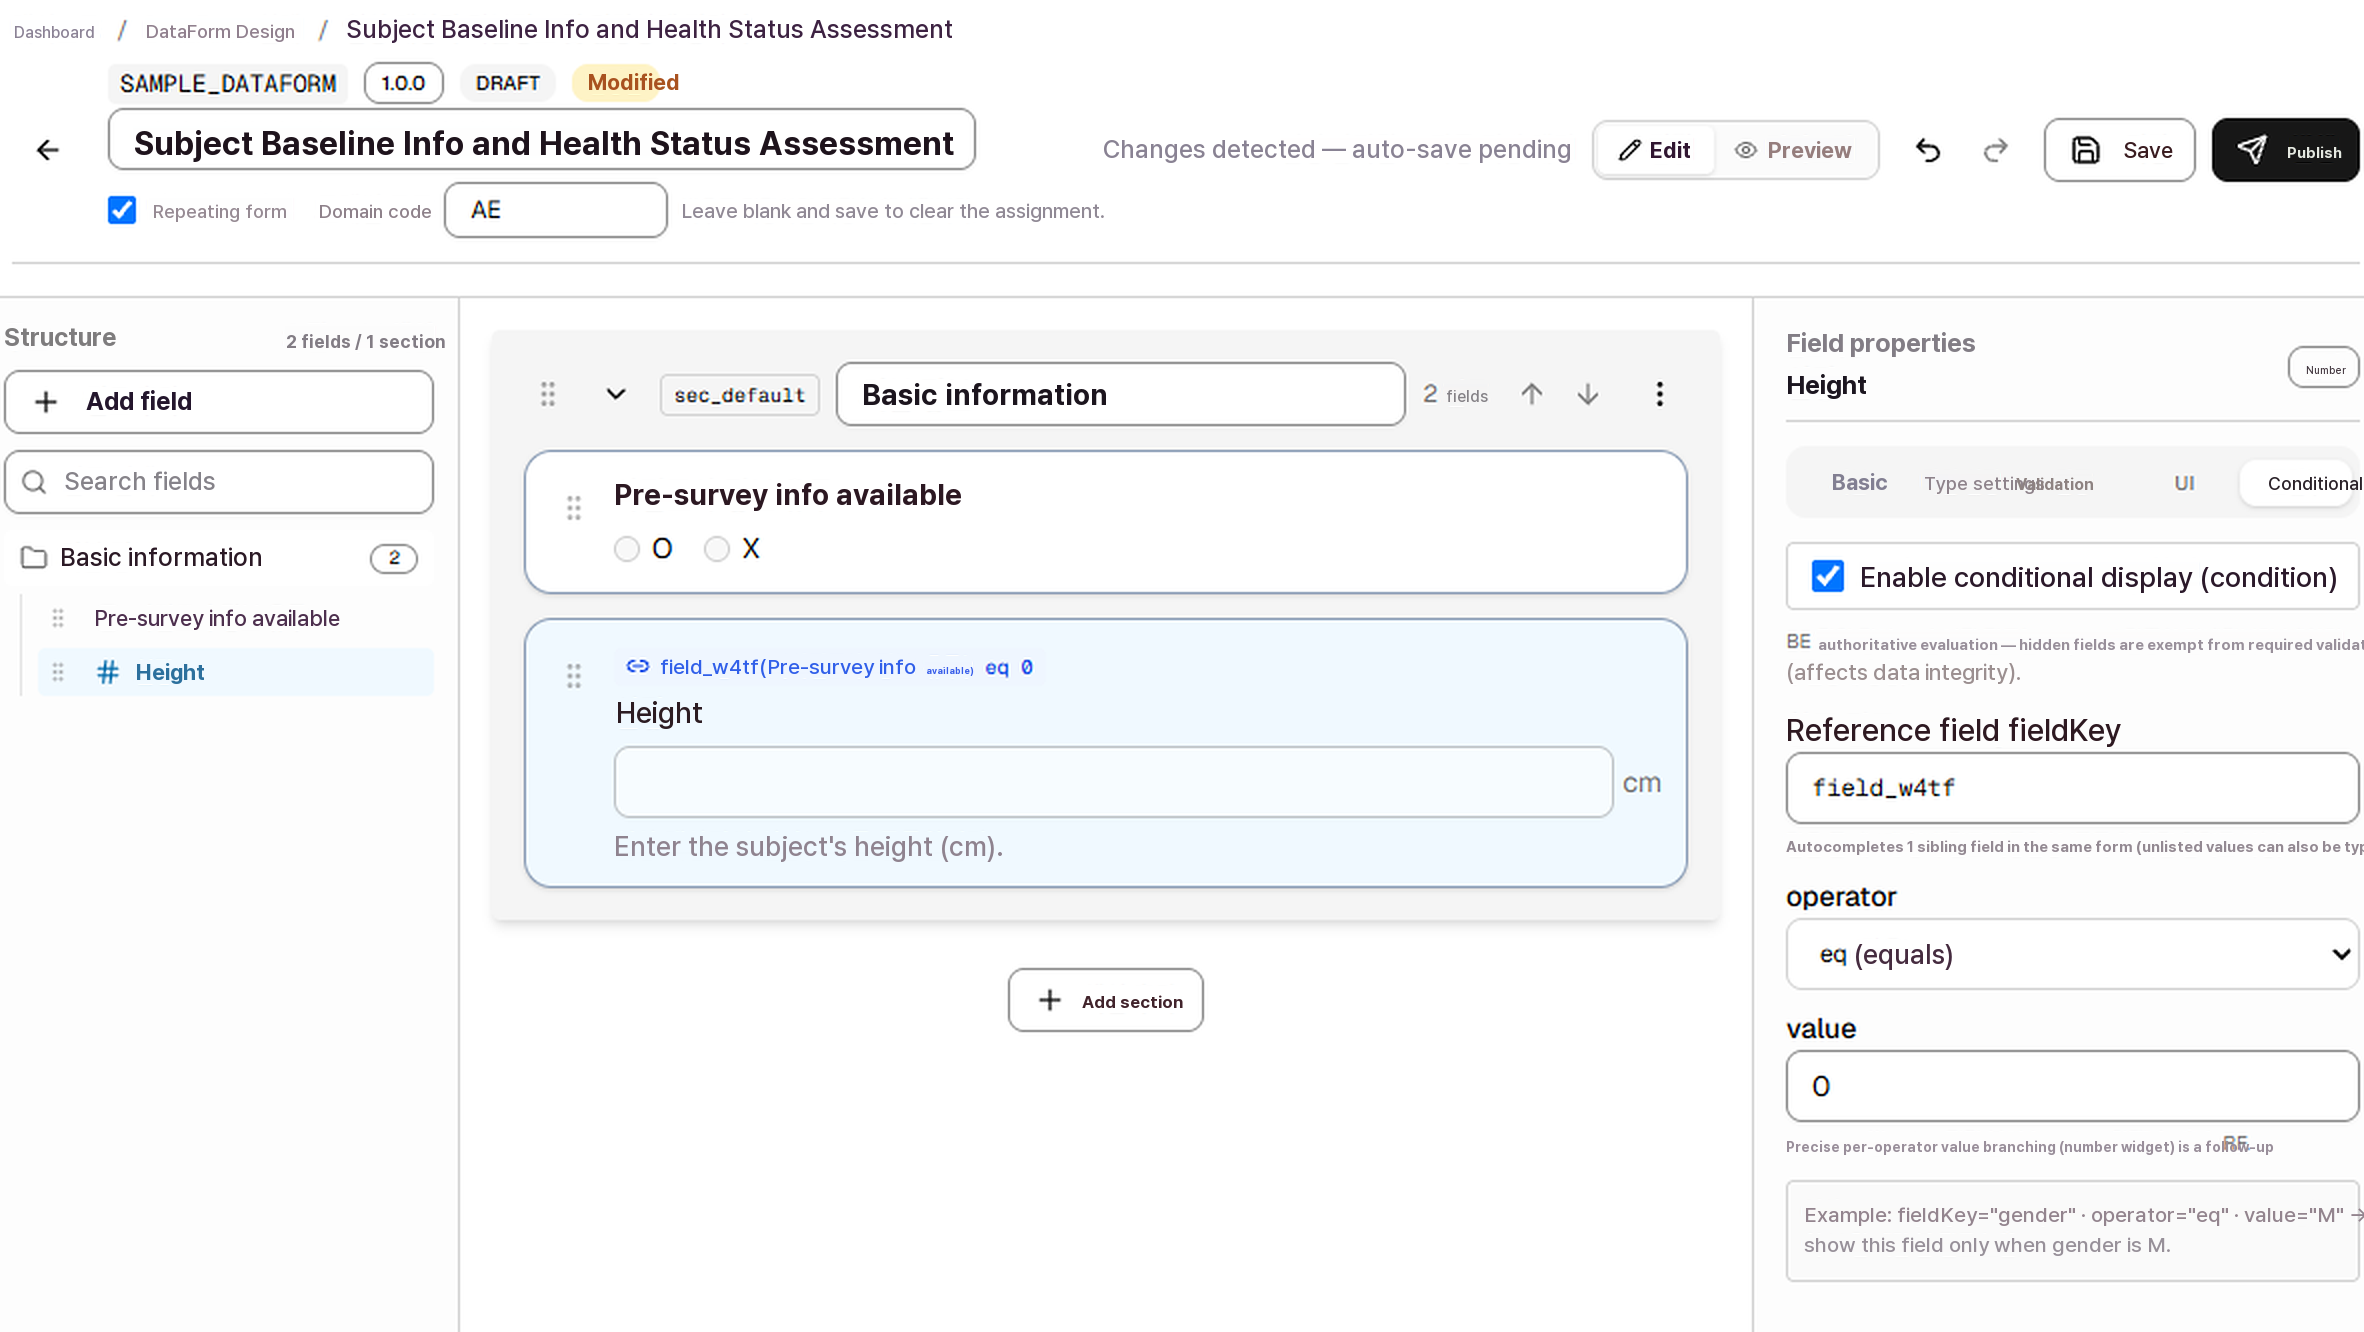 Dashboard / DataForm Design / Subject Baseline Info and Health Status Assessment
SAMPLE_DATAFORM 1.0.0 DRAFT Modified
Subject Baseline Info and Health Status Assessment
Changes detected — auto-save pending
Edit
Preview
Save
Publish
Repeating form Domain code AE Leave blank and save to clear the assignment.
Structure
2 fields / 1 section
Add field
Search fields
Basic information 2
Pre-survey info available
Height
sec_default
Basic information
2 fields
Pre-survey info available
O X
field_w4tf(Pre-survey info available) eq O
Height
cm
Enter the subject's height (cm).
Add section
Field properties
Height
Number
Basic
Type settings
Validation
UI
Conditional
Enable conditional display (condition)
BE authoritative evaluation — hidden fields are exempt from required validat
(affects data integrity).
Reference field fieldKey
field_w4tf
Autocompletes 1 sibling field in the same form (unlisted values can also be typ
operator
eq (equals)
value
O
Precise per-operator value branching (number widget) is a follow-up
BE
Example: fieldKey="gender" · operator="eq" · value="M" →
show this field only when gender is M.